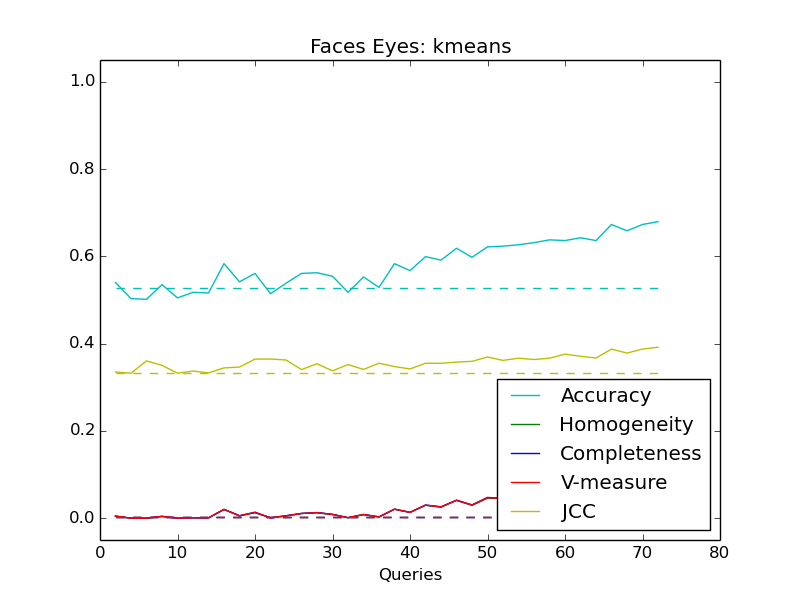 Faces Eyes: kmeans
1.0
0.8
0.6
0.4
0.2
0.0
Accuracy
Homogeneity
Completeness
V-measure
JCC
0 10 20 30 40 50 60 70 80
Queries